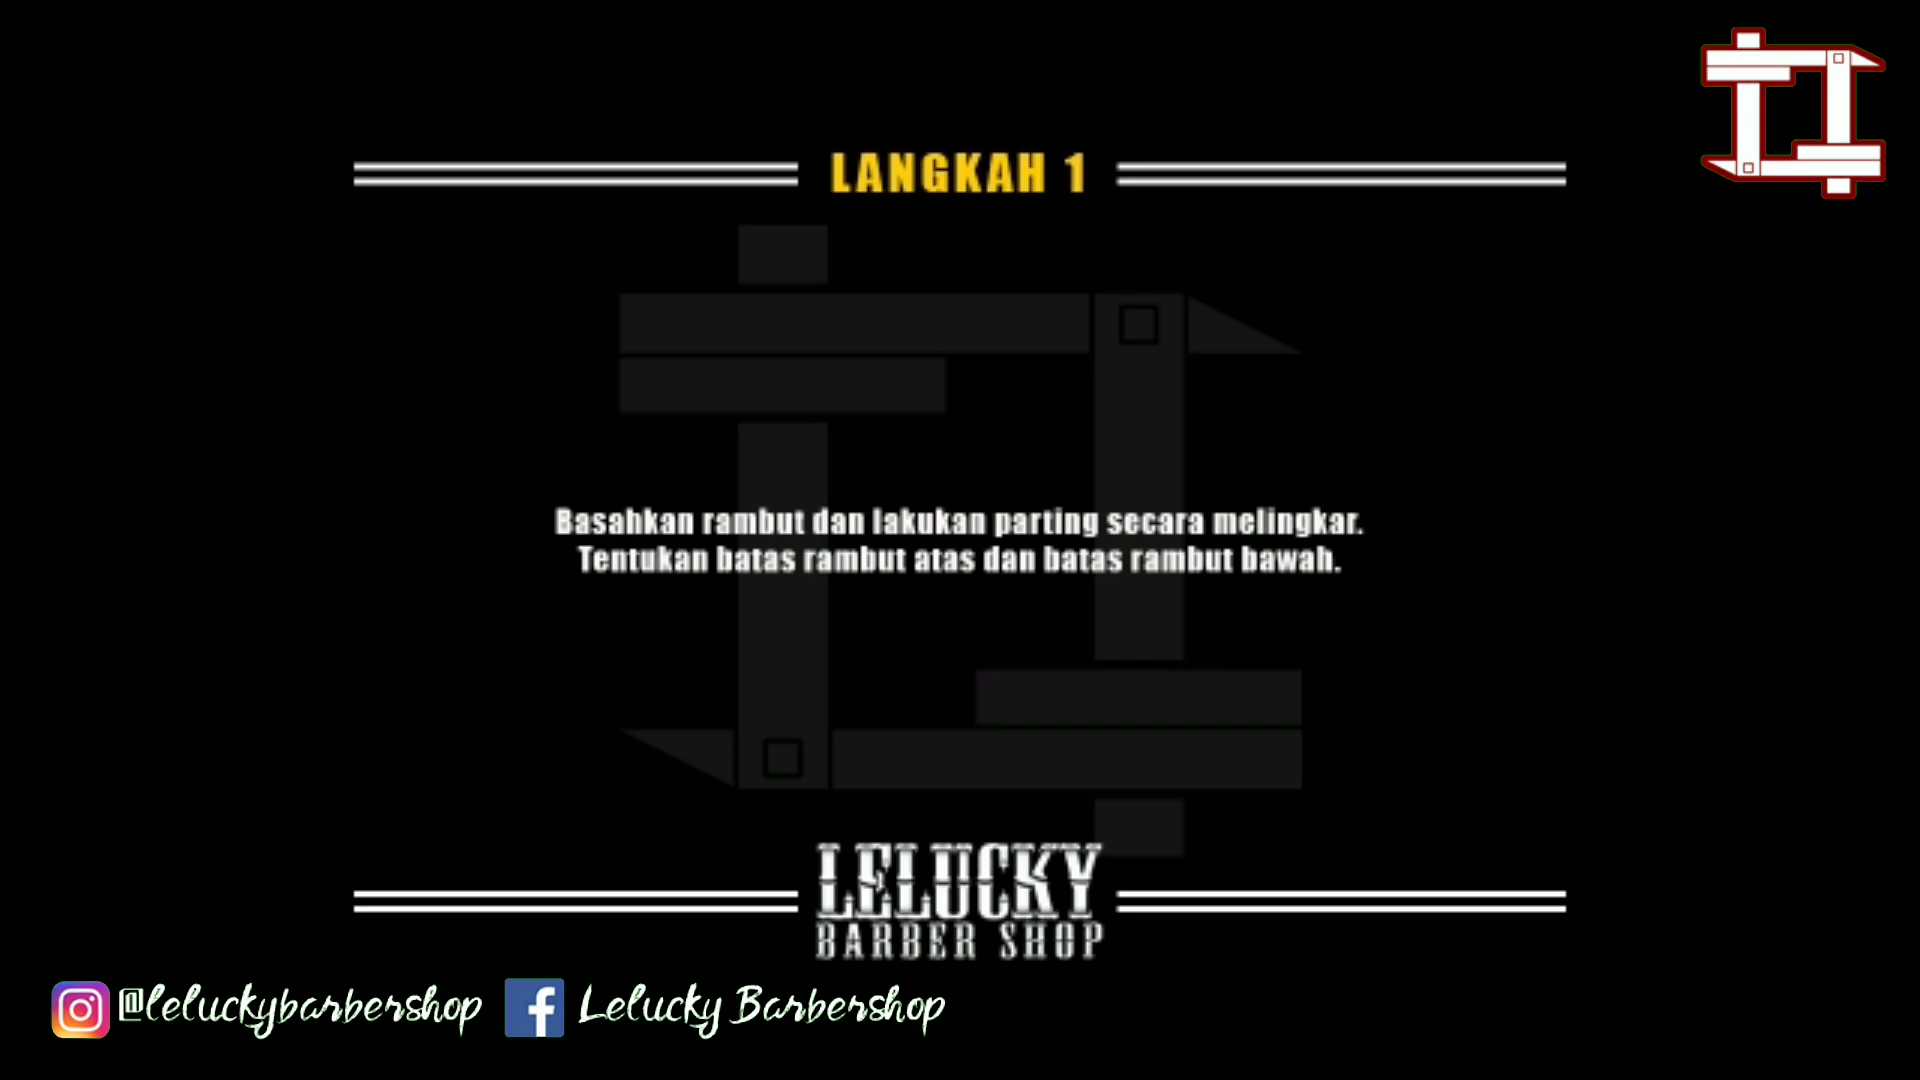 LANGKAH 1
Basahkan rambut dan lakukan parting secara melingkar.
Tentukan batas rambut atas dan batas rambut bawah.
LELUCKY
BARBER SHOP
@leluckybarbershop
Lelucky Barbershop